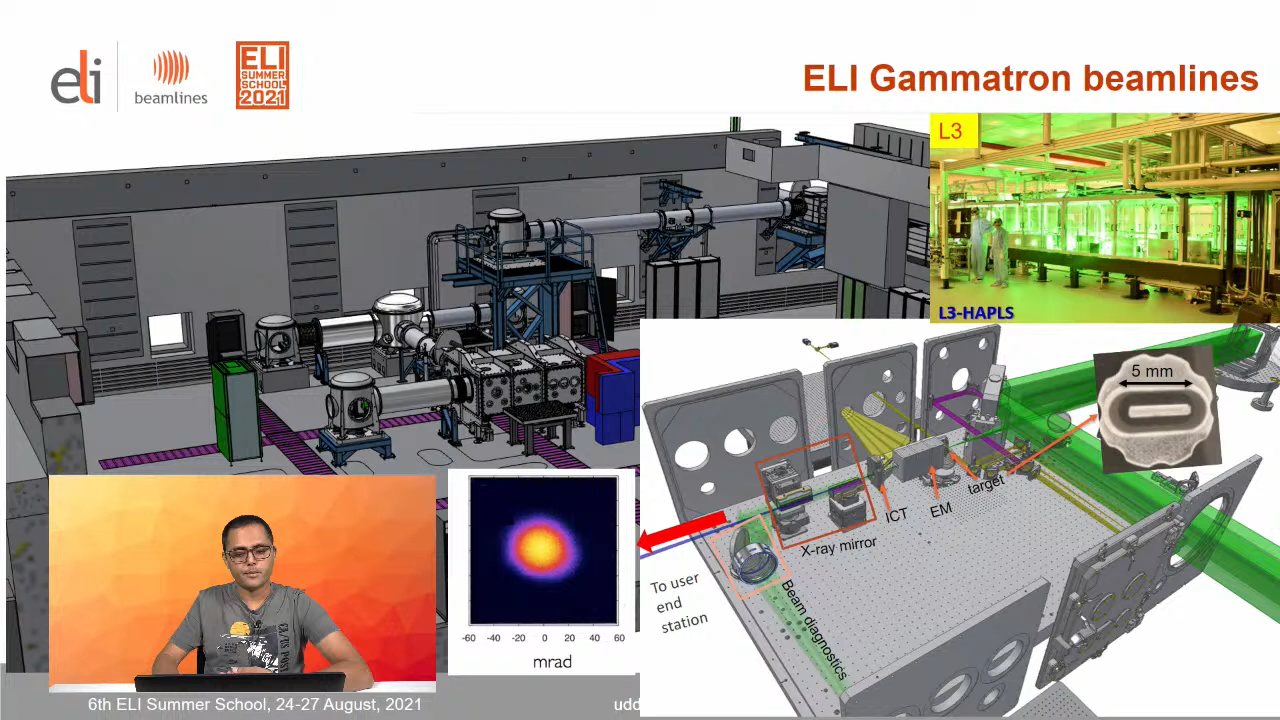 eli
beamlines
ELI
SUMMER
SCHOOL
2021
ELI Gammatron beamlines
L3
L3-HAPLS
5 mm
target
EM
ICT
X-ray mirror
Beam diagnostics
To user
end
station
-60 -40 -20 0 20 40 60
mrad
6th ELI Summer School, 24-27 August, 2021
udd